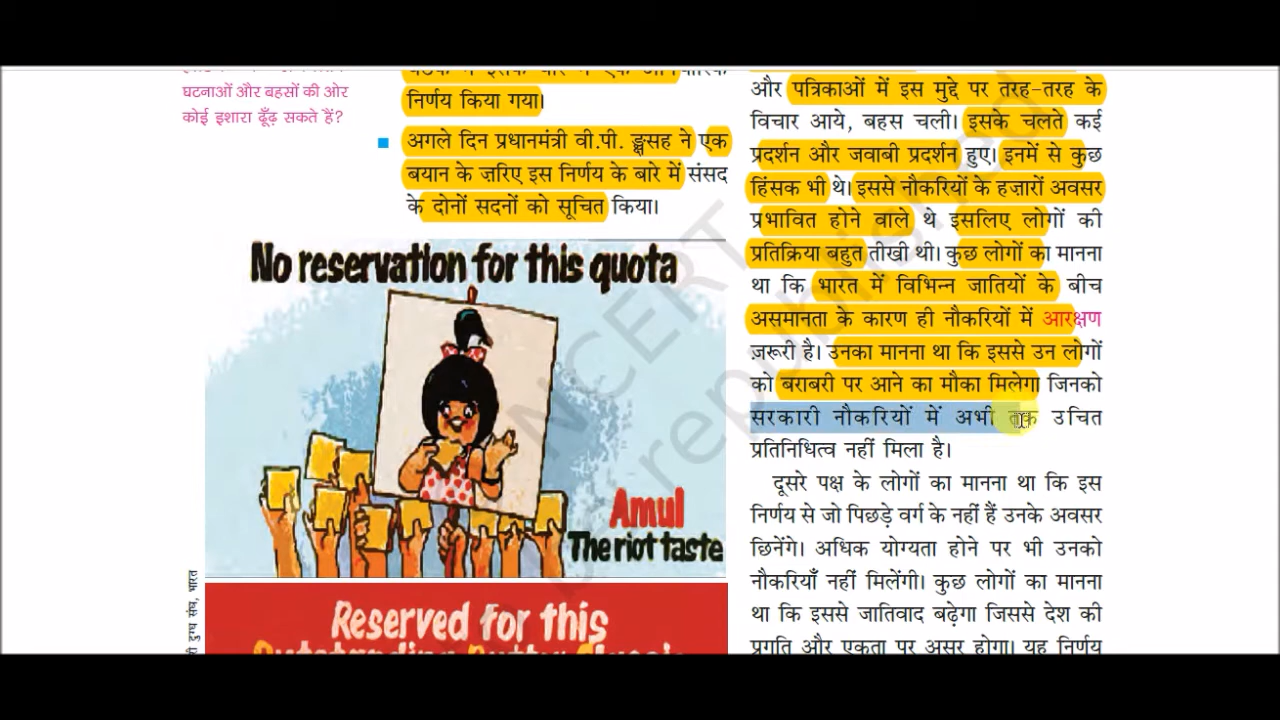 घटनाओं और बहसों की ओर
कोई इशारा ढूँढ़ सकते हैं?
निर्णय किया गया।
अगले दिन प्रधानमंत्री वी.पी. ङ्क्षसह ने एक
बयान के ज़रिए इस निर्णय के बारे में संसद
के दोनों सदनों को सूचित किया।
No reservation for this quota
Amul
The riot taste
Reserved for this
और पत्रिकाओं में इस मुद्दे पर तरह-तरह के
विचार आये, बहस चली। इसके चलते कई
प्रदर्शन और जवाबी प्रदर्शन हुए। इनमें से कुछ
हिंसक भी थे। इससे नौकरियों के हज़ारों अवसर
प्रभावित होने वाले थे इसलिए लोगों की
प्रतिक्रिया बहुत तीखी थी। कुछ लोगों का मानना
था कि भारत में विभिन्न जातियों के बीच
असमानता के कारण ही नौकरियों में आरक्षण
ज़रूरी है। उनका मानना था कि इससे उन लोगों
को बराबरी पर आने का मौका मिलेगा जिनको
सरकारी नौकरियों में अभी तक उचित
प्रतिनिधित्व नहीं मिला है।
दूसरे पक्ष के लोगों का मानना था कि इस
निर्णय से जो पिछड़े वर्ग के नहीं हैं उनके अवसर
छिनेंगे। अधिक योग्यता होने पर भी उनको
नौकरियाँ नहीं मिलेंगी। कुछ लोगों का मानना
था कि इससे जातिवाद बढ़ेगा जिससे देश की
प्रगति और एकता पर असर होगा। यह निर्णय
दुग्ध संघ, भारत
NCERT
republished